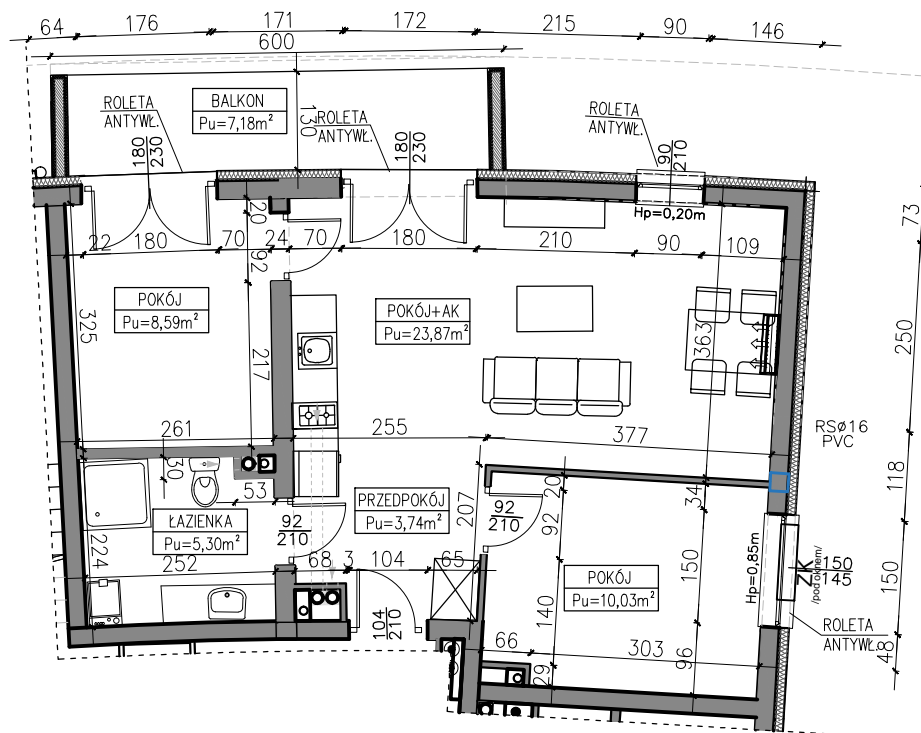 64
176
171
172
215
90
146
600
BALKON
Pu=7,18m²
130
ROLETA
ANTYWŁ.
ROLETA
ANTYWŁ.
ROLETA
ANTYWŁ.
180
230
180
230
90
210
Hp=0,20m
73
20
22
180
70
24
70
180
210
90
109
92
POKÓJ
Pu=8,59m²
POKÓJ+AK
Pu=23,87m²
325
217
363
250
261
255
377
RSø16
PVC
118
30
53
ŁAZIENKA
Pu=5,30m²
92
210
PRZEDPOKÓJ
Pu=3,74m²
207
92
210
20
92
34
224
252
68
3
104
65
104
210
POKÓJ
Pu=10,03m²
140
150
Hp=0,85m
ZK
/pod oknem/
150
145
150
ROLETA
ANTYWŁ.
48
66
303
29
96